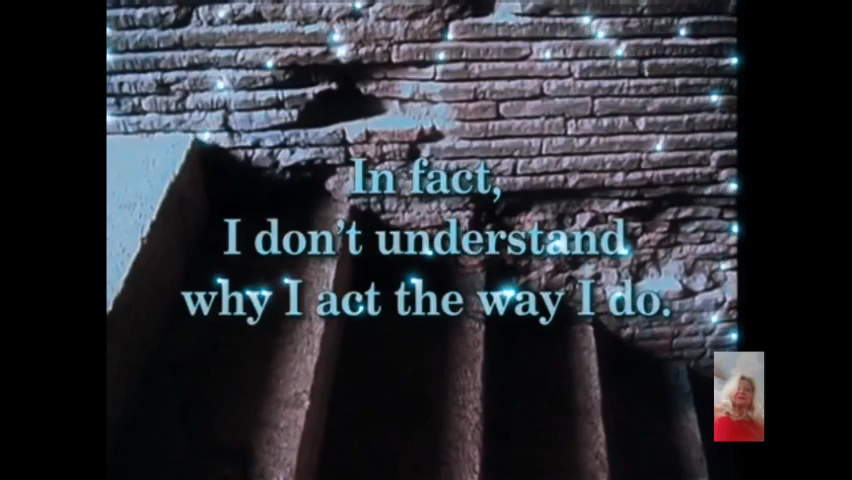 In fact,
I don't understand
why I act the way I do.